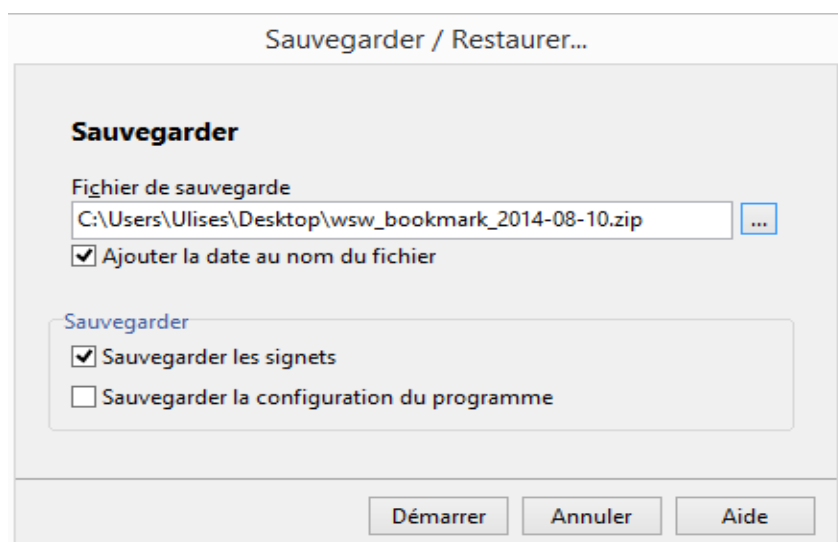 Sauvegarder / Restaurer...
Sauvegarder
Fichier de sauvegarde
C:\Users\Ulises\Desktop\wsw_bookmark_2014-08-10.zip
...
Ajouter la date au nom du fichier
Sauvegarder
Sauvegarder les signets
Sauvegarder la configuration du programme
Démarrer Annuler Aide